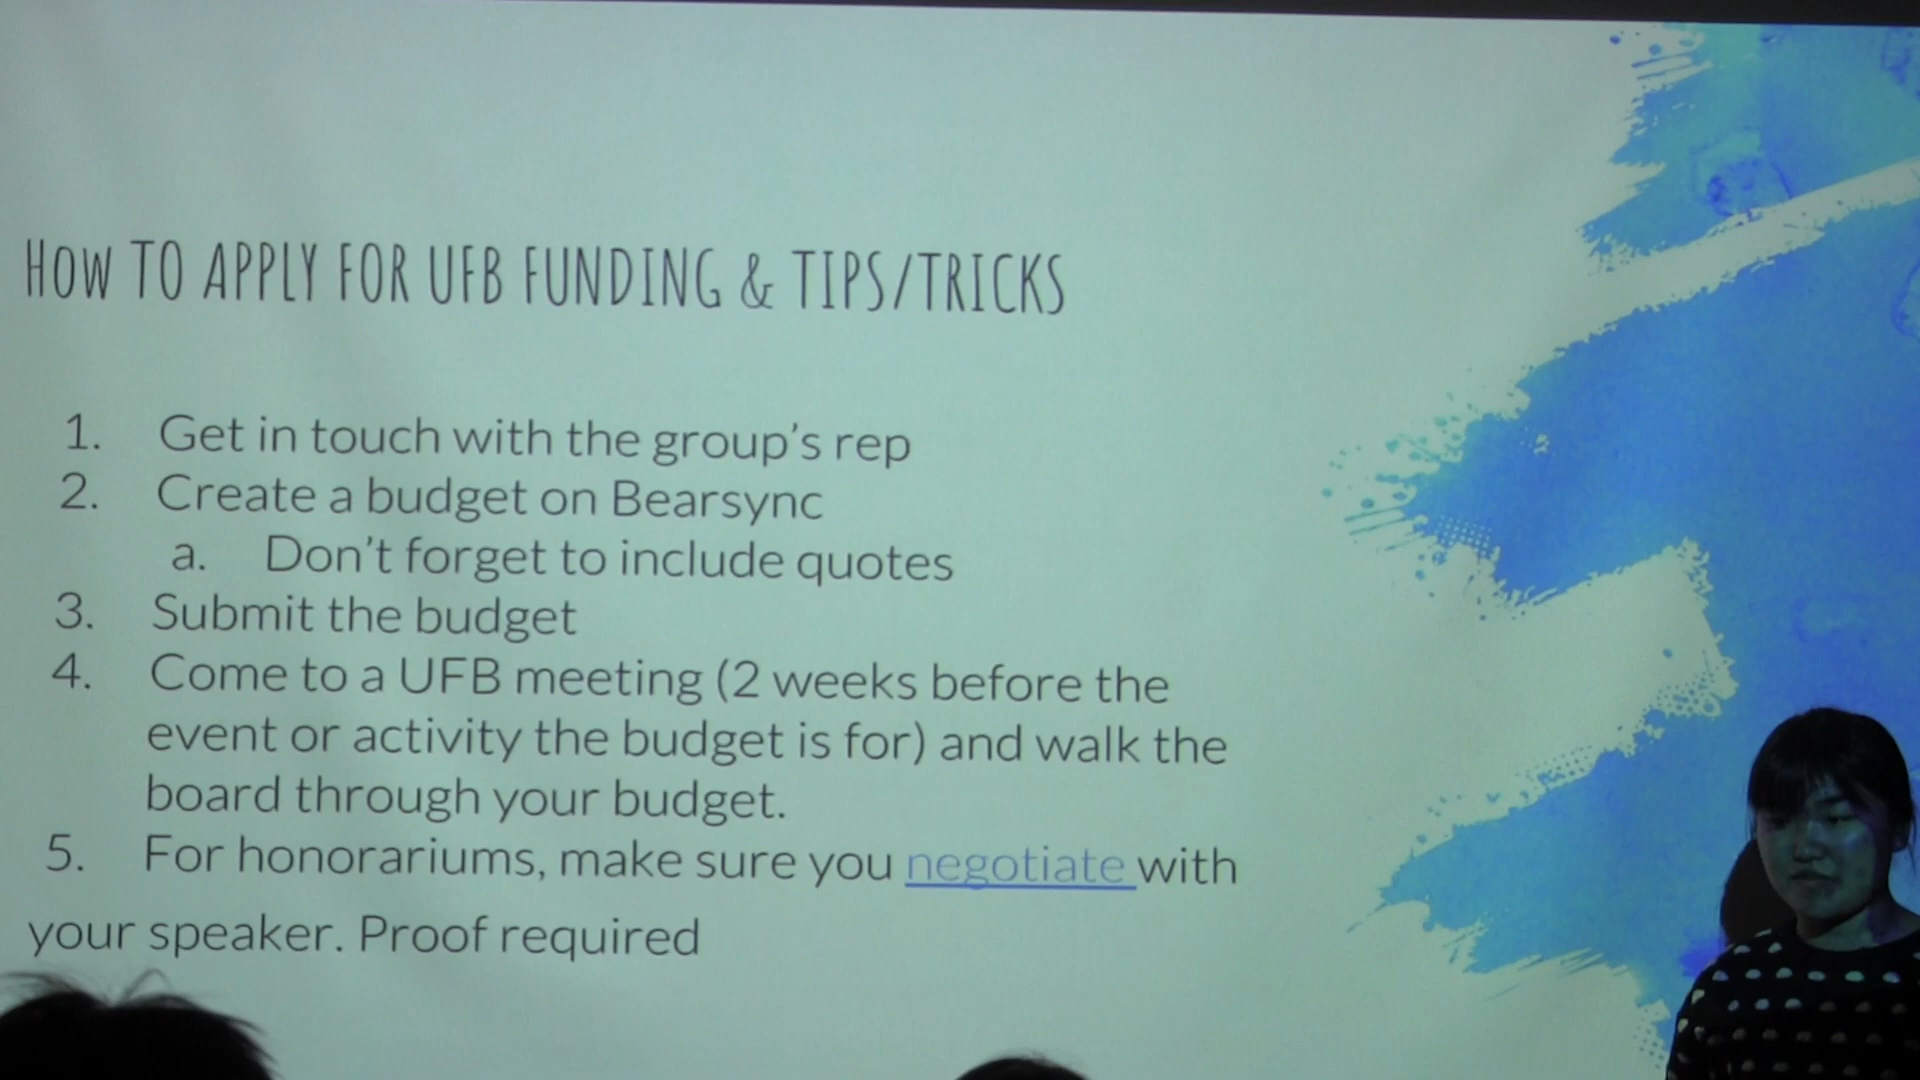 HOW TO APPLY FOR UFB FUNDING & TIPS/TRICKS
1. Get in touch with the group's rep
2. Create a budget on Bearsync
a. Don't forget to include quotes
3. Submit the budget
4. Come to a UFB meeting (2 weeks before the
event or activity the budget is for) and walk the
board through your budget.
5. For honorariums, make sure you negotiate with
your speaker. Proof required